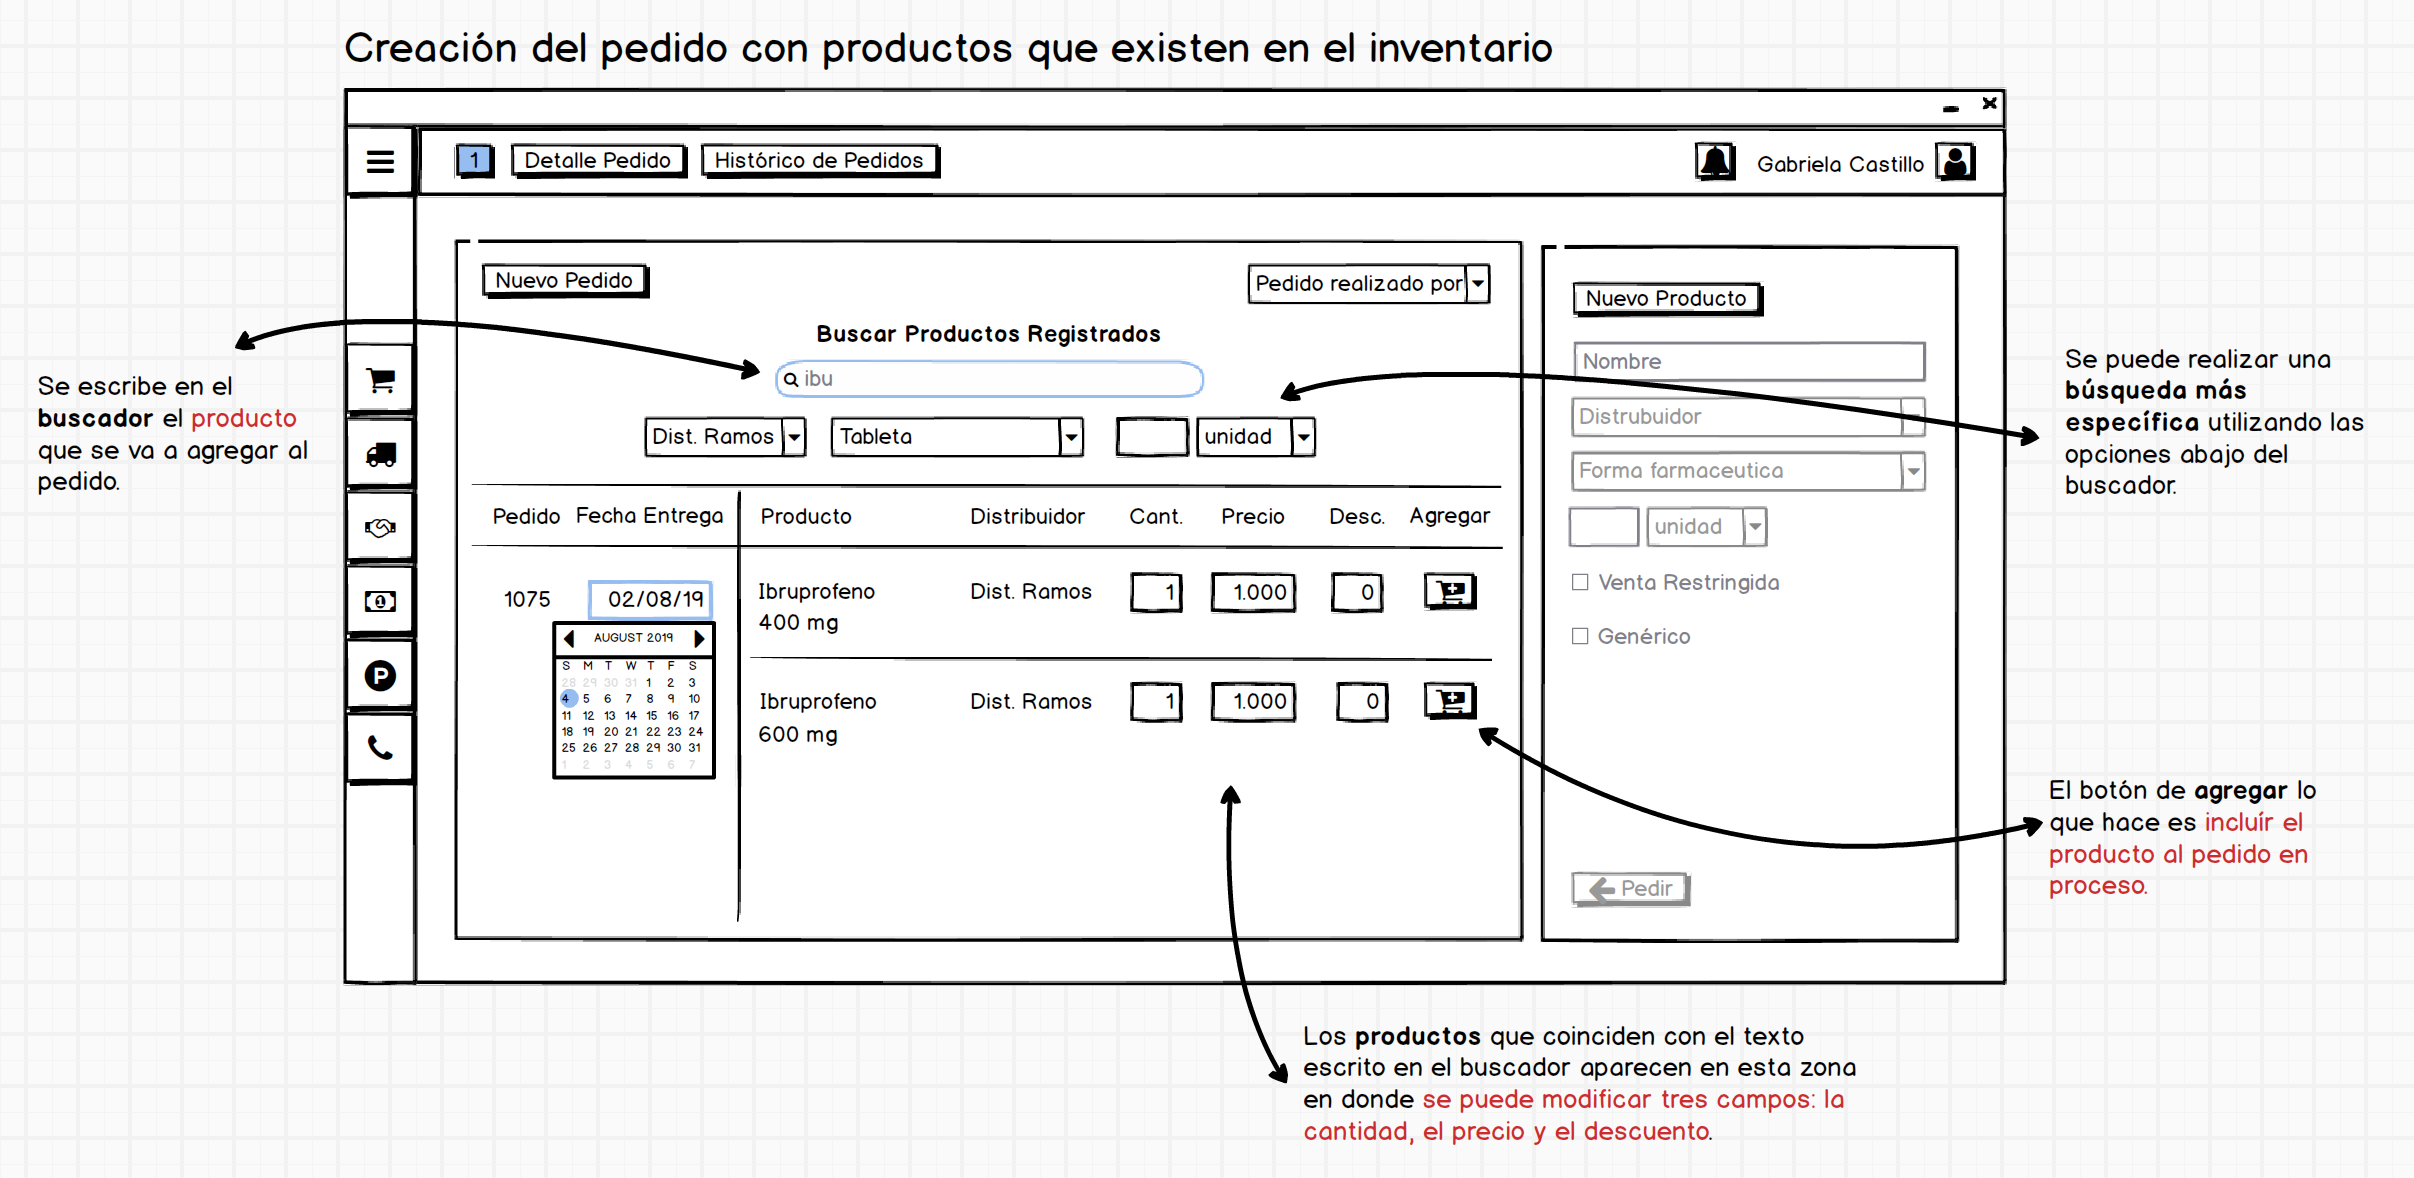 Creación del pedido con productos que existen en el inventario
1
Detalle Pedido
Histórico de Pedidos
Gabriela Castillo
Nuevo Pedido
Pedido realizado por
Buscar Productos Registrados
ibu
Dist. Ramos
Tableta
unidad
Pedido Fecha Entrega Producto Distribuidor Cant. Precio Desc. Agregar
1075 02/08/19 Ibruprofeno Dist. Ramos 1 1.000 0
400 mg
AUGUST 2019
S M T W T F S
28 29 30 31 1 2 3
4 5 6 7 8 9 10
11 12 13 14 15 16 17
18 19 20 21 22 23 24
25 26 27 28 29 30 31
1 2 3 4 5 6 7
Ibruprofeno Dist. Ramos 1 1.000 0
600 mg
Nuevo Producto
Nombre
Distrubuidor
Forma farmaceutica
unidad
Venta Restringida
Genérico
Pedir
P
1
Se escribe en el
buscador el producto
que se va a agregar al
pedido.
Se puede realizar una
búsqueda más
específica utilizando las
opciones abajo del
buscador.
El botón de agregar lo
que hace es incluír el
producto al pedido en
proceso.
Los productos que coinciden con el texto
escrito en el buscador aparecen en esta zona
en donde se puede modificar tres campos: la
cantidad, el precio y el descuento.